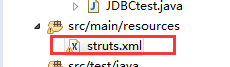 JDBCtest.java
src/main/resources
struts.xml
src/test/java